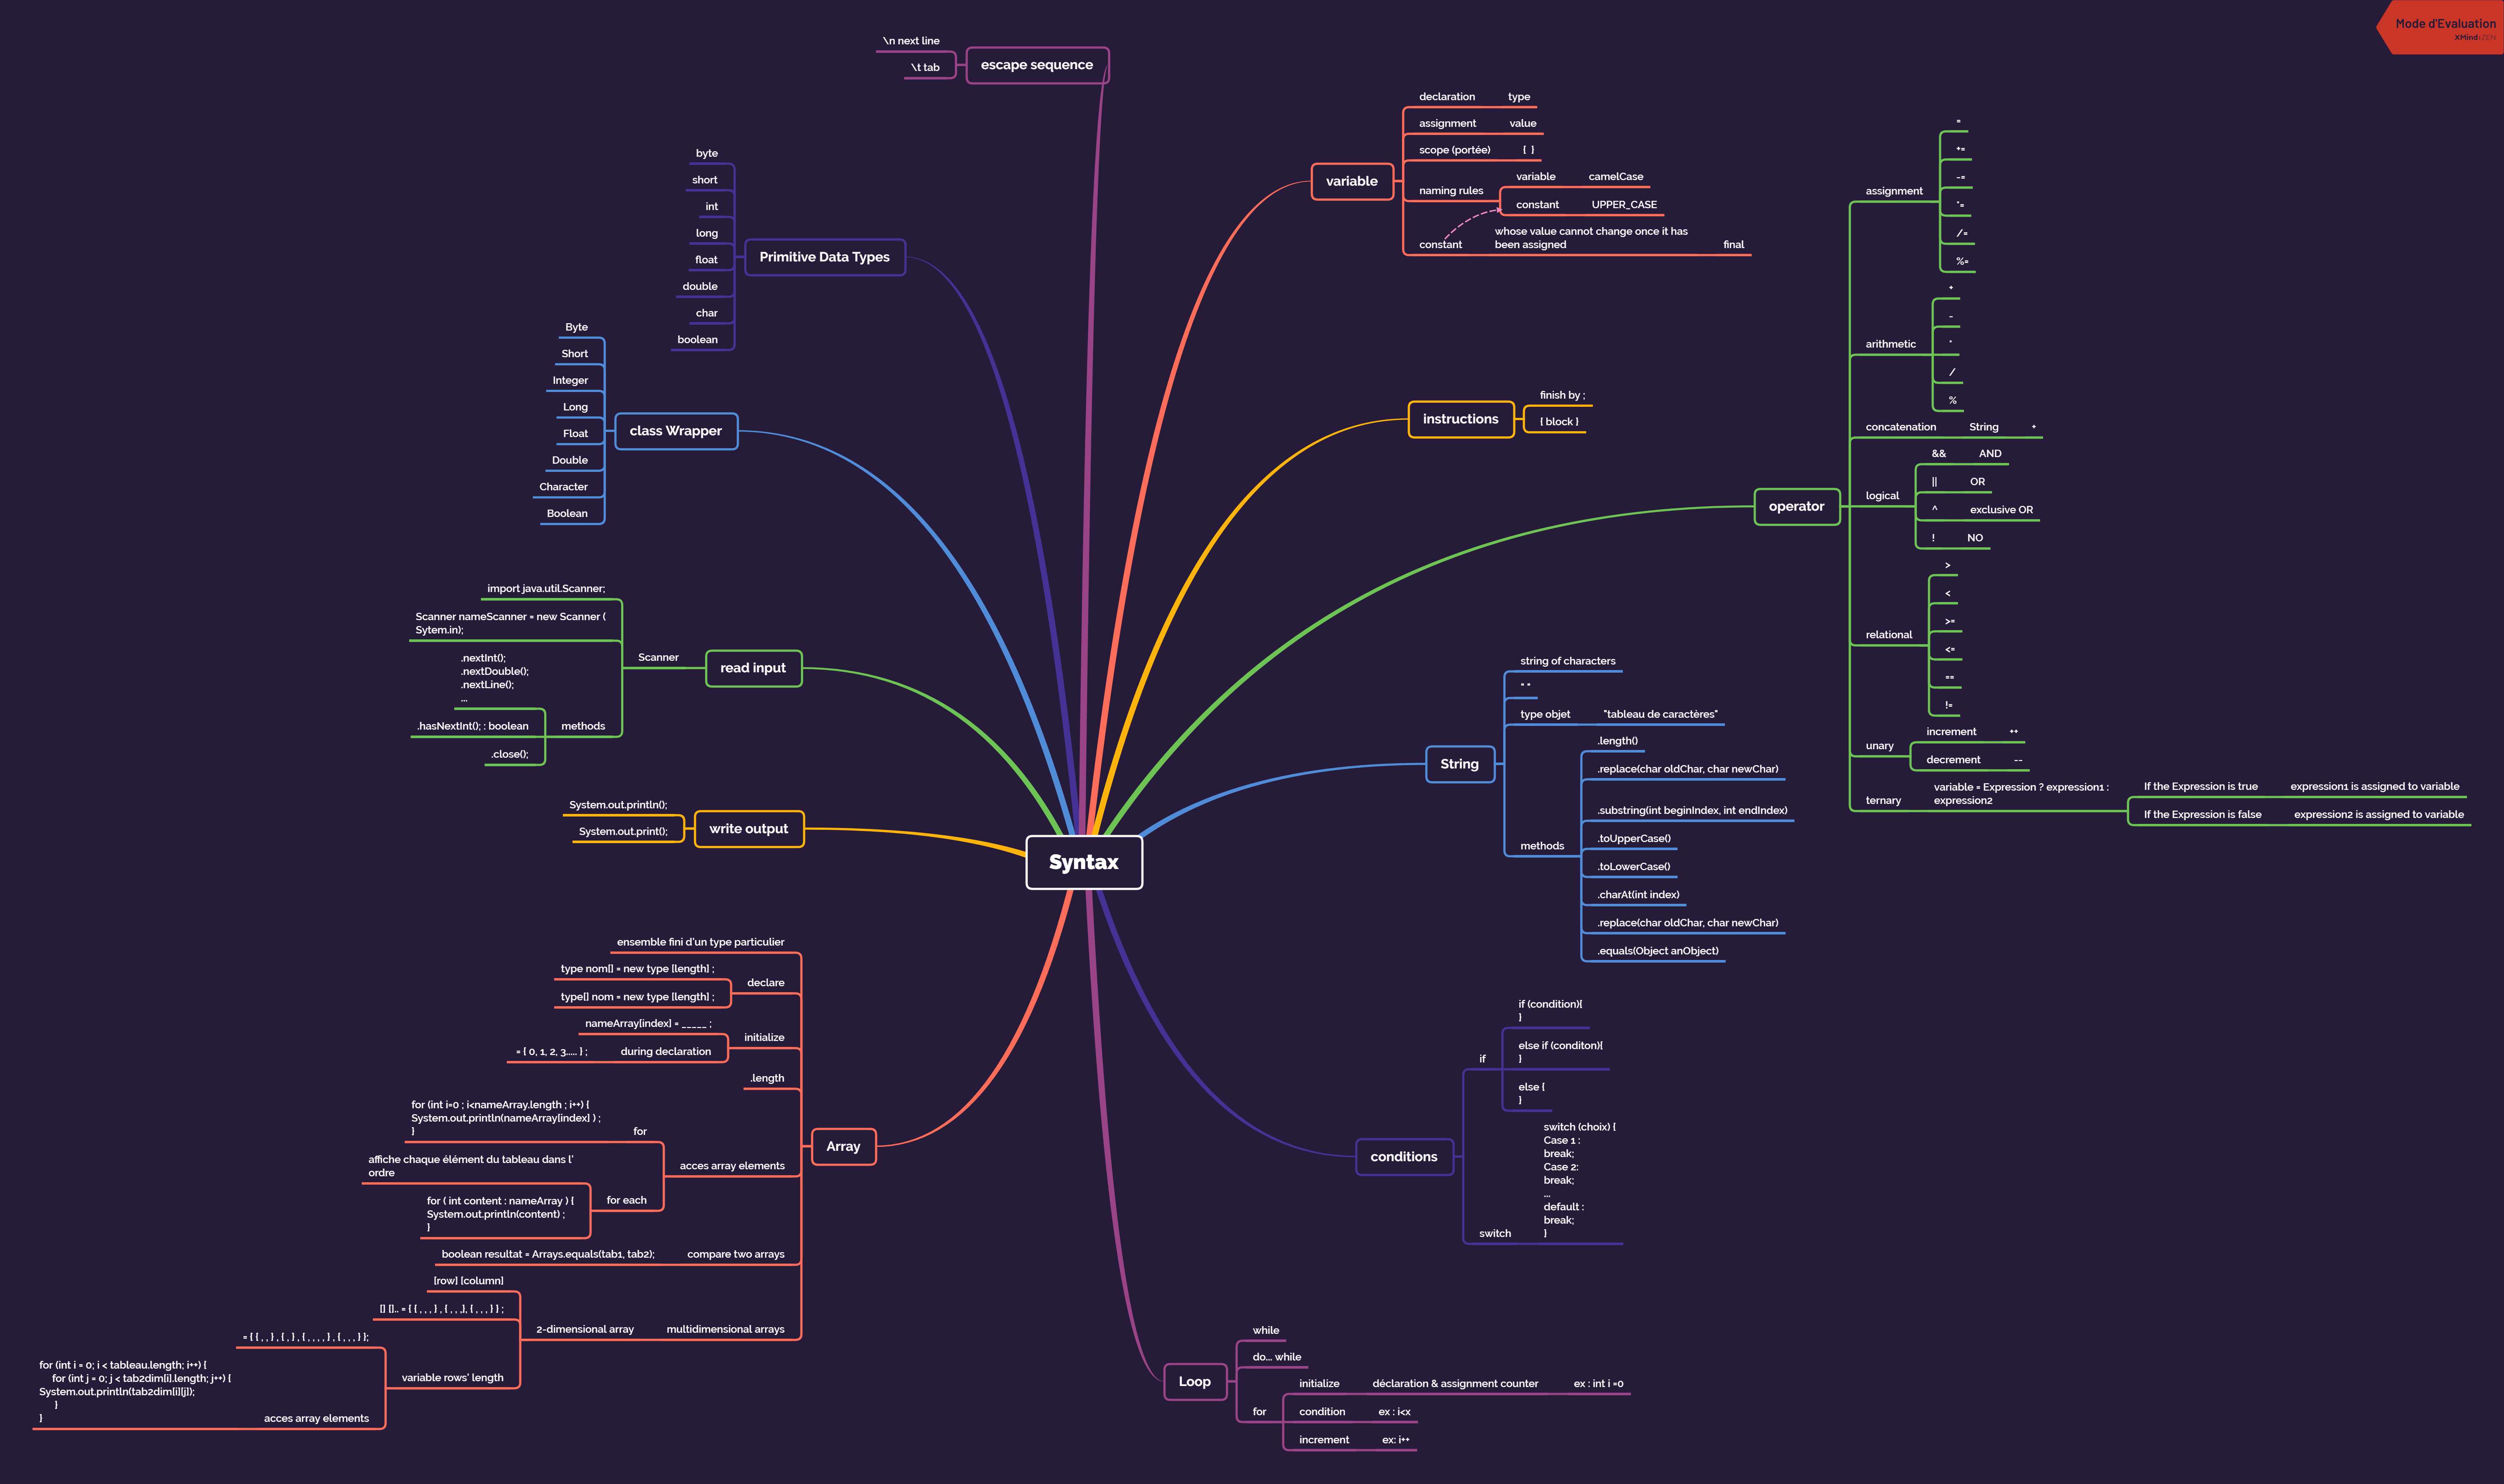 Mode d'Evaluation
XMind:ZEN
Syntax
escape sequence
\n next line
\t tab
Primitive Data Types
byte
short
int
long
float
double
char
boolean
class Wrapper
Byte
Short
Integer
Long
Float
Double
Character
Boolean
read input
Scanner
import java.util.Scanner;
Scanner nameScanner = new Scanner (
Sytem.in);
methods
.nextInt();
.nextDouble();
.nextLine();
...
.hasNextInt(); : boolean
.close();
write output
System.out.println();
System.out.print();
Array
ensemble fini d'un type particulier
declare
type nom[] = new type [length] ;
type[] nom = new type [length] ;
initialize
nameArray[index] = _____ ;
during declaration
= { 0, 1, 2, 3..... } ;
.length
acces array elements
for
for (int i=0 ; i<nameArray.length ; i++) {
System.out.println(nameArray[index] ) ;
}
for each
affiche chaque élément du tableau dans l'
ordre
for ( int content : nameArray ) {
System.out.println(content) ;
}
compare two arrays
boolean resultat = Arrays.equals(tab1, tab2);
multidimensional arrays
2-dimensional array
[row] [column]
[] [].. = { { , , , } , { , , ,}, { , , , } } ;
variable rows' length
= { { , , } , { , } , { , , , , } , { , , , } };
acces array elements
for (int i = 0; i < tableau.length; i++) {
for (int j = 0; j < tab2dim[i].length; j++) {
System.out.println(tab2dim[i][j]);
}
}
variable
declaration type
assignment value
scope (portée) { }
naming rules
variable camelCase
constant UPPER_CASE
constant
whose value cannot change once it has
been assigned
final
instructions
finish by ;
{ block }
operator
assignment
=
+=
-=
*=
/=
%=
arithmetic
+
-
*
/
%
concatenation String +
logical
&& AND
|| OR
^ exclusive OR
! NO
relational
>
<
>=
<=
==
!=
unary
increment ++
decrement --
ternary
variable = Expression ? expression1 :
expression2
If the Expression is true expression1 is assigned to variable
If the Expression is false expression2 is assigned to variable
String
string of characters
" "
type objet "tableau de caractères"
methods
.length()
.replace(char oldChar, char newChar)
.substring(int beginIndex, int endIndex)
.toUpperCase()
.toLowerCase()
.charAt(int index)
.replace(char oldChar, char newChar)
.equals(Object anObject)
conditions
if
if (condition){
}
else if (conditon){
}
else {
}
switch
switch (choix) {
Case 1 :
break;
Case 2:
break;
...
default :
break;
}
Loop
while
do... while
for
initialize déclaration & assignment counter ex : int i =0
condition ex : i<x
increment ex: i++